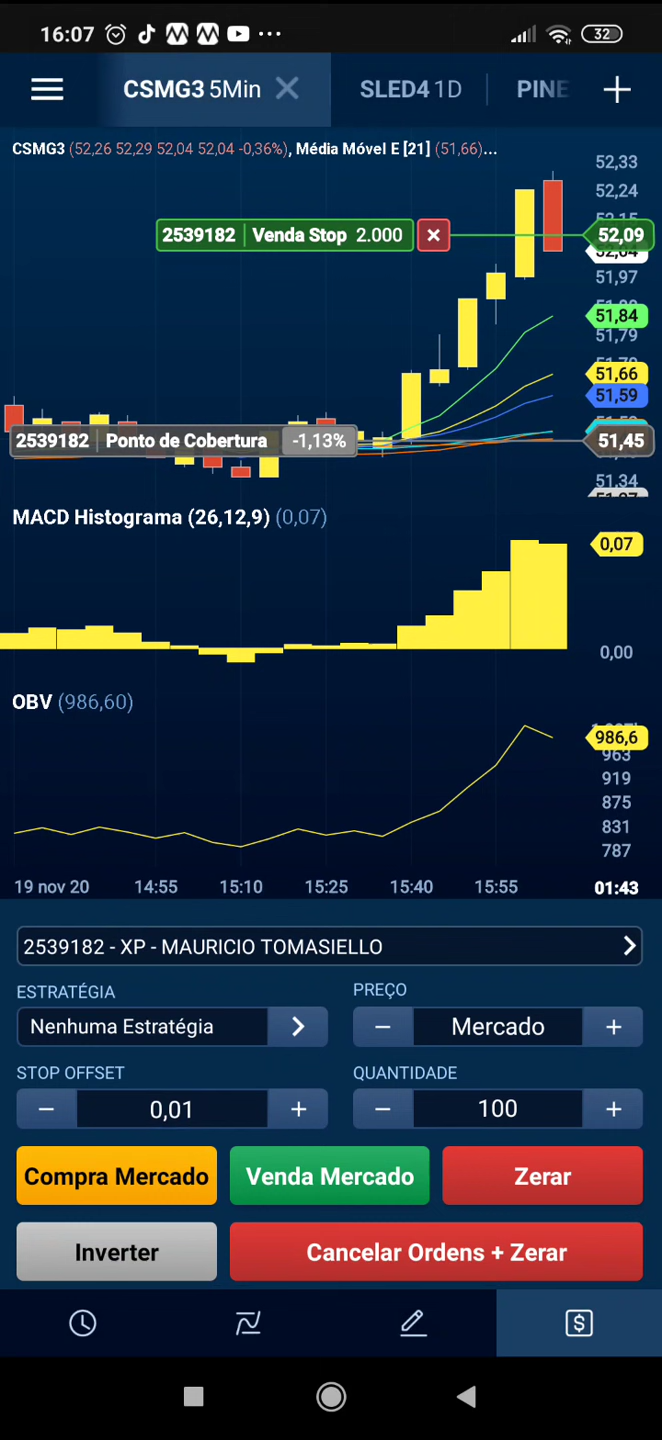 16:07 32
CSMG3 5Min SLED4 1D PINE
CSMG3 (52,26 52,29 52,04 52,04 -0,36%), Média Móvel E [21] (51,66)...
52,33
52,24
2539182 Venda Stop 2.000 52,09
51,97
51,84
51,79
51,66
51,59
2539182 Ponto de Cobertura -1,13% 51,45
51,34
MACD Histograma (26,12,9) (0,07)
0,07
0,00
OBV (986,60)
986,6
963
919
875
831
787
19 nov 20 14:55 15:10 15:25 15:40 15:55 01:43
2539182 - XP - MAURICIO TOMASIELLO
ESTRATÉGIA PREÇO
Nenhuma Estratégia Mercado
STOP OFFSET QUANTIDADE
0,01 100
Compra Mercado Venda Mercado Zerar
Inverter Cancelar Ordens + Zerar